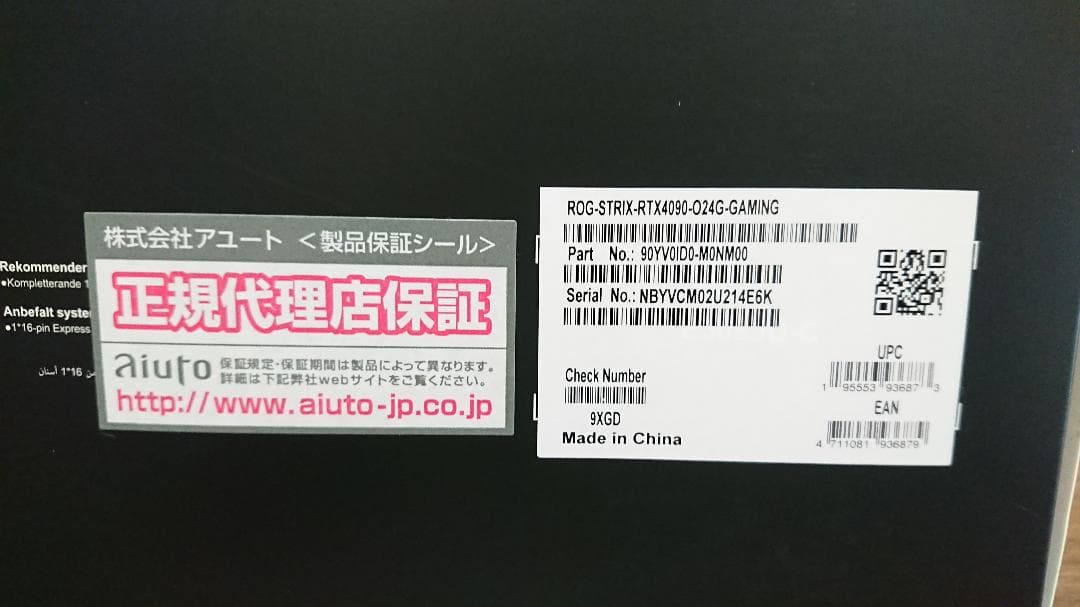 Rekommender
•Kompletterande 1
Anbefalt syste
•1*16-pin Express
من 16*1 أسنان
株式会社アユート ＜製品保証シール＞
正規代理店保証
aiuto 保証規定・保証期間は製品によって異なります。
詳細は下記弊社webサイトをご覧ください。
http://www.aiuto-jp.co.jp
ROG-STRIX-RTX4090-O24G-GAMING
Part No.: 90YV0ID0-M0NM00
Serial No.: NBYVCM02U214E6K
Check Number
9XGD
Made in China
UPC
1 95553 93687 3
EAN
4 711081 936879